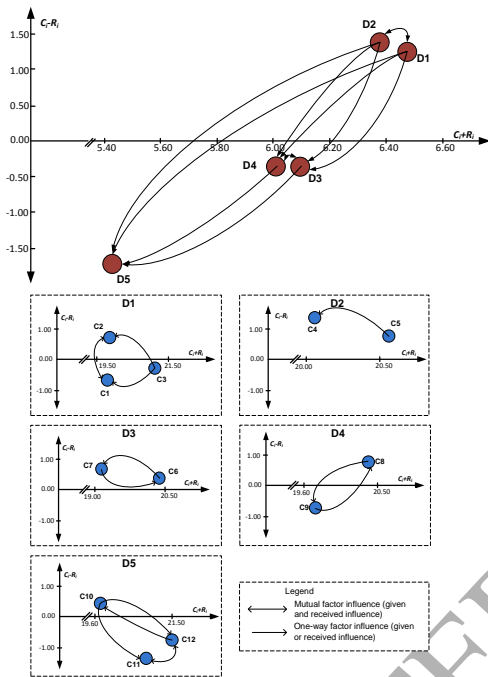 Cᵢ-Rᵢ
D2
D1
1.50
1.00
0.50
0.00
-0.50
-1.00
-1.50
5.40
5.60
5.80
6.00
6.20
6.40
6.60
Cᵢ+Rᵢ
D4
D3
D5
D1
Cᵢ-Rᵢ
1.00
0.00
-1.00
C2
C1
C3
19.50
21.50
Cᵢ+Rᵢ
D2
Cᵢ-Rᵢ
1.00
0.00
-1.00
C4
C5
20.00
20.50
Cᵢ+Rᵢ
D3
Cᵢ-Rᵢ
1.00
0.00
-1.00
C7
C6
19.00
20.50
Cᵢ+Rᵢ
D4
Cᵢ-Rᵢ
1.00
0.00
-1.00
C8
C9
19.60
20.50
Cᵢ+Rᵢ
D5
Cᵢ-Rᵢ
1.00
0.00
-1.00
C10
C12
C11
19.60
21.50
Cᵢ+Rᵢ
Legend
Mutual factor influence (given
and received influence)
One-way factor influence (given
or received influence)